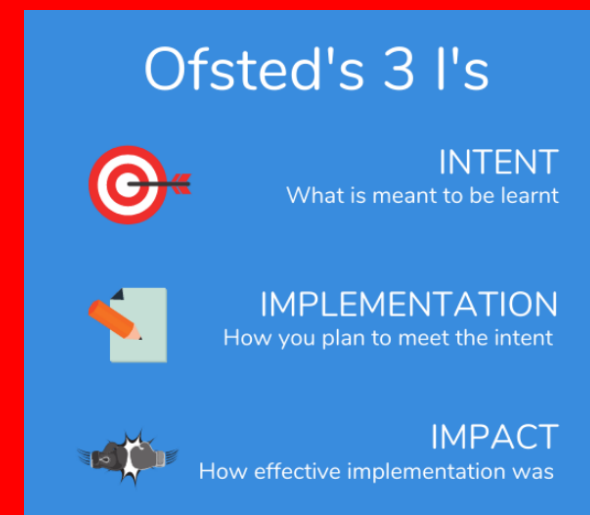 Ofsted's 3 I's
INTENT
What is meant to be learnt
IMPLEMENTATION
How you plan to meet the intent
IMPACT
How effective implementation was